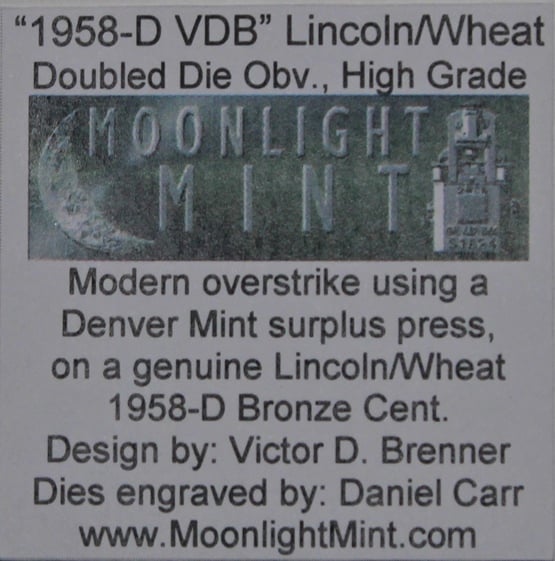 “1958-D VDB” Lincoln/Wheat
Doubled Die Obv., High Grade
MOONLIGHT
MINT
Modern overstrike using a
Denver Mint surplus press,
on a genuine Lincoln/Wheat
1958-D Bronze Cent.
Design by: Victor D. Brenner
Dies engraved by: Daniel Carr
www.MoonlightMint.com